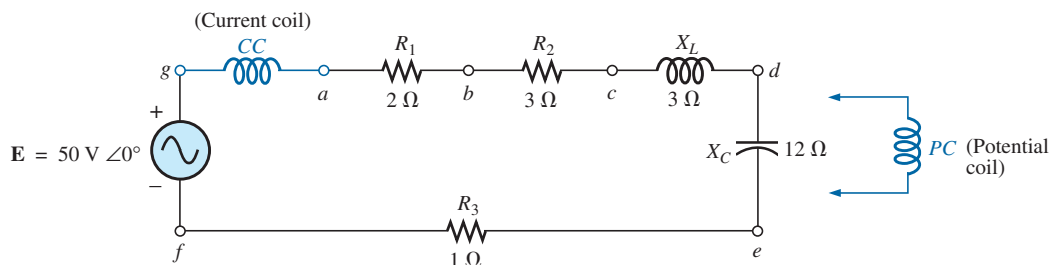 (Current coil)
CC
g
a
R1
2 Ω
b
R2
3 Ω
c
XL
3 Ω
d
+
E = 50 V ∠0°
−
XC
12 Ω
PC (Potential
coil)
R3
1 Ω
f
e